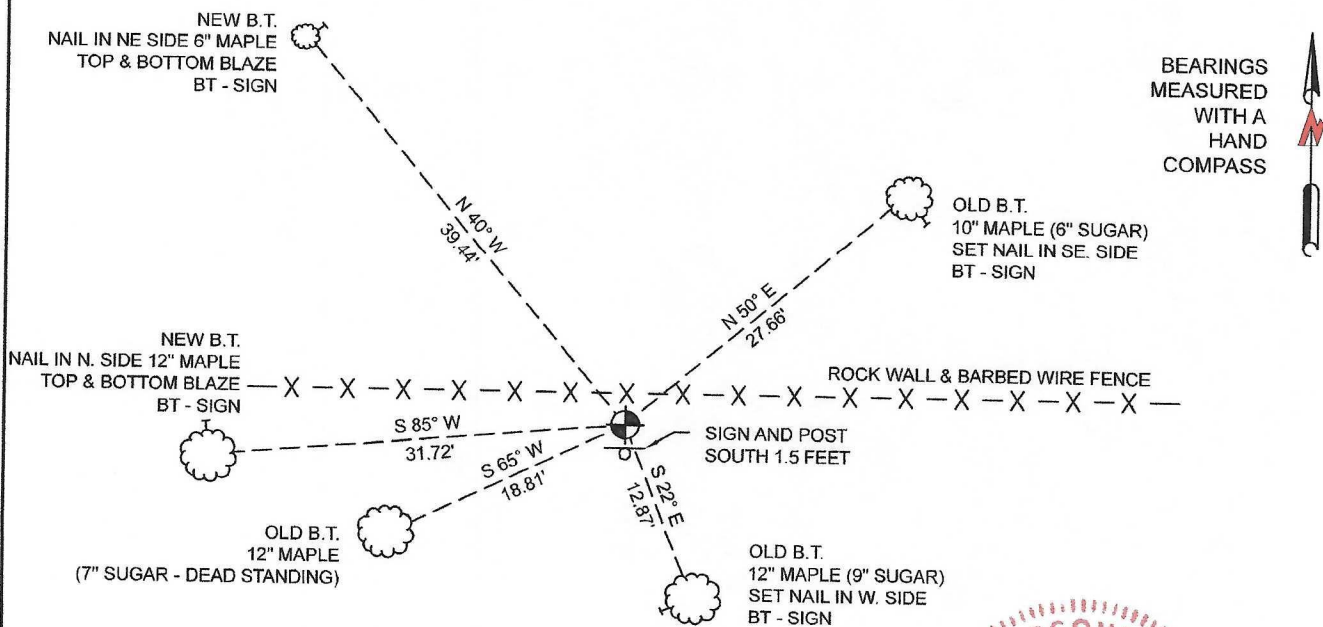 NEW B.T.
NAIL IN NE SIDE 6" MAPLE
TOP & BOTTOM BLAZE
BT - SIGN
BEARINGS
MEASURED
WITH A
HAND
COMPASS
N 40° W
39.44'
OLD B.T.
10" MAPLE (6" SUGAR)
SET NAIL IN SE. SIDE
BT - SIGN
N 50° E
27.66'
NEW B.T.
NAIL IN N. SIDE 12" MAPLE
TOP & BOTTOM BLAZE
BT - SIGN
ROCK WALL & BARBED WIRE FENCE
S 85° W
31.72'
SIGN AND POST
SOUTH 1.5 FEET
S 65° W
18.81'
S 22° E
12.87'
OLD B.T.
12" MAPLE
(7" SUGAR - DEAD STANDING)
OLD B.T.
12" MAPLE (9" SUGAR)
SET NAIL IN W. SIDE
BT - SIGN